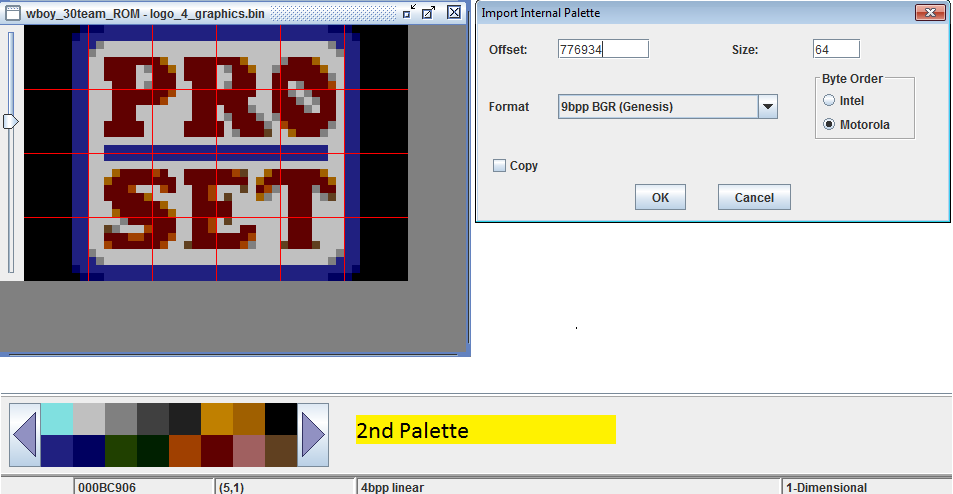 wboy_30team_ROM - logo_4_graphics.bin
PRO
SECT
Import Internal Palette
Offset: 776934 Size: 64
Byte Order
Intel
Format 9bpp BGR (Genesis)
Motorola
Copy
OK Cancel
2nd Palette
000BC906 (5,1) 4bpp linear 1-Dimensional